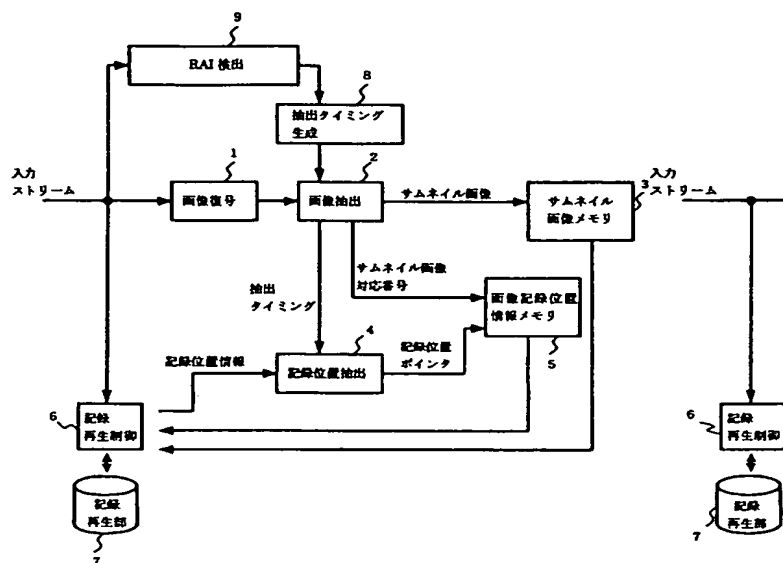 9
RAI 検出
8
抽出タイミング
生成
入力
ストリーム
1
画像復号
2
画像抽出
サムネイル画像
サムネイル
画像メモリ
3
入力
ストリーム
抽出
タイミング
サムネイル画像
対応番号
画像記録位置
情報メモリ
5
記録位置情報
4
記録位置抽出
記録位置
ポインタ
6
記録
再生制御
記録
再生部
7
6
記録
再生制御
記録
再生部
7